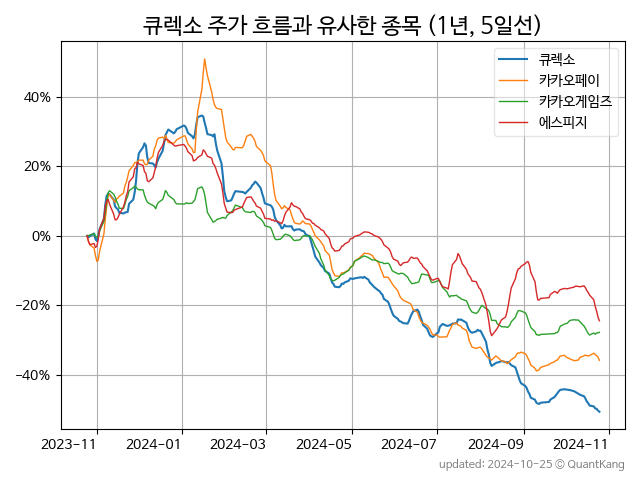 큐렉소 주가 흐름과 유사한 종목 (1년, 5일선)
큐렉소
카카오페이
카카오게임즈
에스피지
40%
20%
0%
−20%
−40%
2023−11
2024−01
2024−03
2024−05
2024−07
2024−09
2024−11
updated: 2024-10-25 © QuantKang